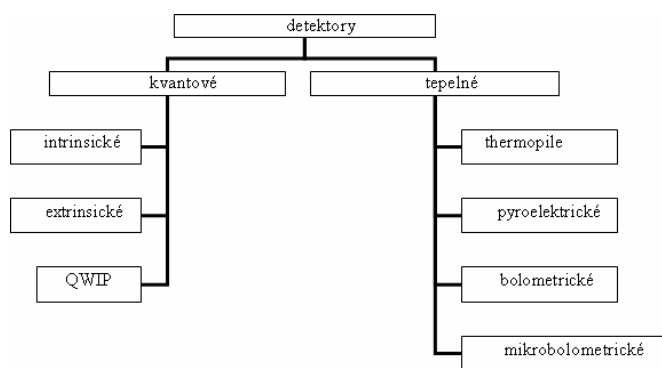 detektory
kvantové
tepelné
intrinsické
thermopile
extrinsické
pyroelektrické
QWIP
bolometrické
mikrobolometrické